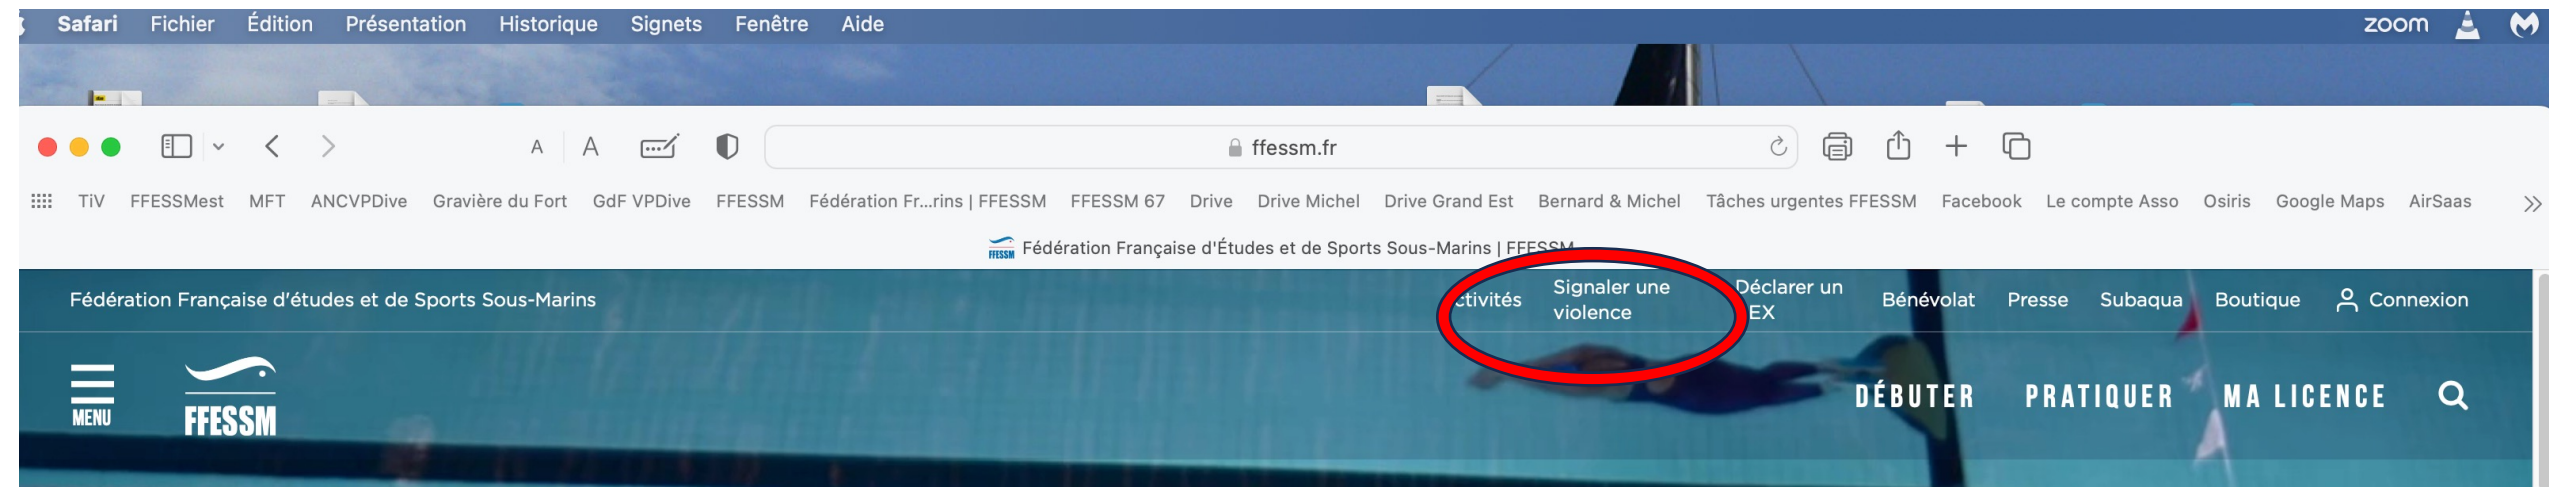 Safari Fichier Édition Présentation Historique Signets Fenêtre Aide zoom
A A ffessm.fr
TiV FFESSMest MFT ANCVPDive Gravière du Fort GdF VPDive FFESSM Fédération Fr...rins | FFESSM FFESSM 67 Drive Drive Michel Drive Grand Est Bernard & Michel Tâches urgentes FFESSM Facebook Le compte Asso Osiris Google Maps AirSaas
FFESSM Fédération Française d'Études et de Sports Sous-Marins | FFESSM
Fédération Française d'études et de Sports Sous-Marins ctivités Signaler une violence Déclarer un EX Bénévolat Presse Subaqua Boutique Connexion
MENU FFESSM DÉBUTER PRATIQUER MA LICENCE